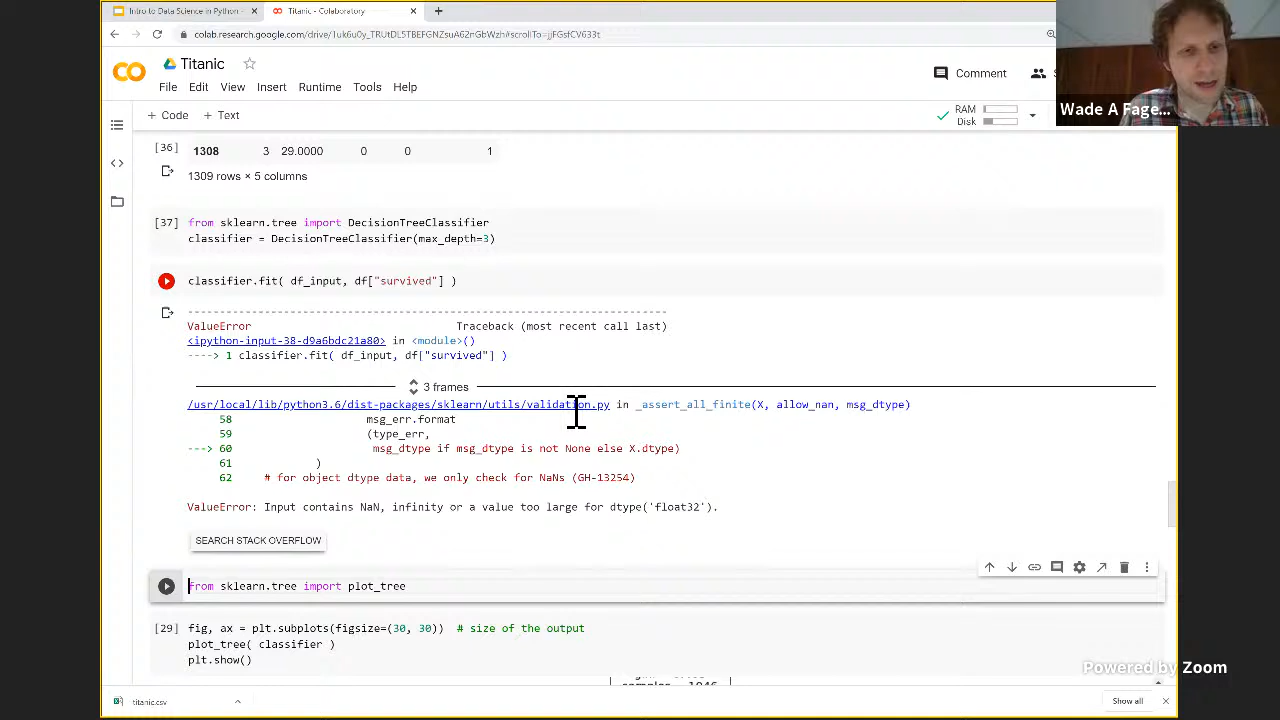 Intro to Data Science in Python -
Titanic - Colaboratory
colab.research.google.com/drive/1uk6u0y_TRUtDL5TBEFGNZsuA62nGbWzh#scrollTo=jjFGsfCV633t
CO
Titanic
File Edit View Insert Runtime Tools Help
Comment
Wade A Fage...
+ Code + Text
RAM
Disk
[36] 1308 3 29.0000 0 0 1
1309 rows × 5 columns
[37] from sklearn.tree import DecisionTreeClassifier
classifier = DecisionTreeClassifier(max_depth=3)
classifier.fit( df_input, df["survived"] )
---------------------------------------------------------------------------
ValueError Traceback (most recent call last)
<ipython-input-38-d9a6bdc21a80> in <module>()
----> 1 classifier.fit( df_input, df["survived"] )
3 frames
/usr/local/lib/python3.6/dist-packages/sklearn/utils/validation.py in _assert_all_finite(X, allow_nan, msg_dtype)
58 msg_err.format
59 (type_err,
---> 60 msg_dtype if msg_dtype is not None else X.dtype)
61 )
62 # for object dtype data, we only check for NaNs (GH-13254)
ValueError: Input contains NaN, infinity or a value too large for dtype('float32').
SEARCH STACK OVERFLOW
from sklearn.tree import plot_tree
[29] fig, ax = plt.subplots(figsize=(30, 30)) # size of the output
plot_tree( classifier )
plt.show()
Powered by Zoom
titanic.csv
Show all